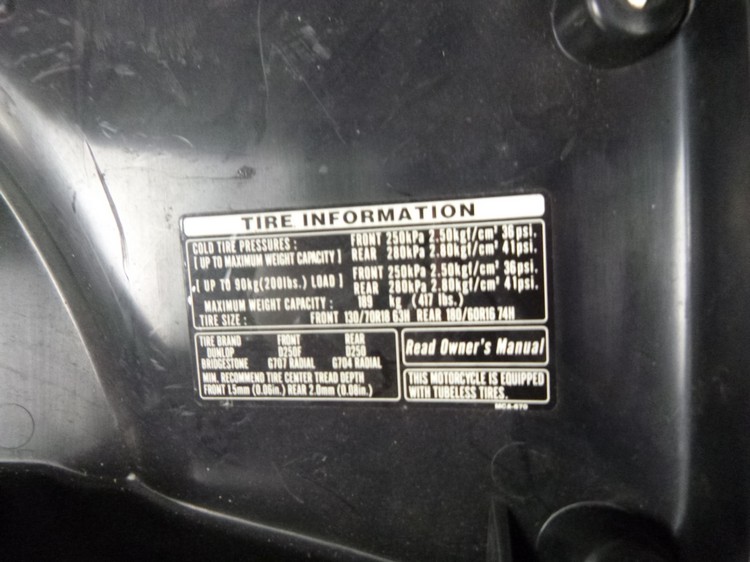 TIRE INFORMATION
COLD TIRE PRESSURES : FRONT 250kPa 2.50kgf/cm² 36psi.
[ UP TO MAXIMUM WEIGHT CAPACITY ] REAR 280kPa 2.80kgf/cm² 41psi.
[ UP TO 90kg(200lbs.) LOAD ] FRONT 250kPa 2.50kgf/cm² 36psi.
REAR 280kPa 2.80kgf/cm² 41psi.
MAXIMUM WEIGHT CAPACITY : 189 kg (417 lbs.)
TIRE SIZE : FRONT 130/70R18 63H REAR 180/60R16 74H
TIRE BRAND FRONT REAR
DUNLOP D250F D250
BRIDGESTONE G707 RADIAL G704 RADIAL
MIN. RECOMMEND TIRE CENTER TREAD DEPTH
FRONT 1.5mm (0.06in.) REAR 2.0mm (0.08in.)
Read Owner's Manual
THIS MOTORCYCLE IS EQUIPPED
WITH TUBELESS TIRES.
MCA-670